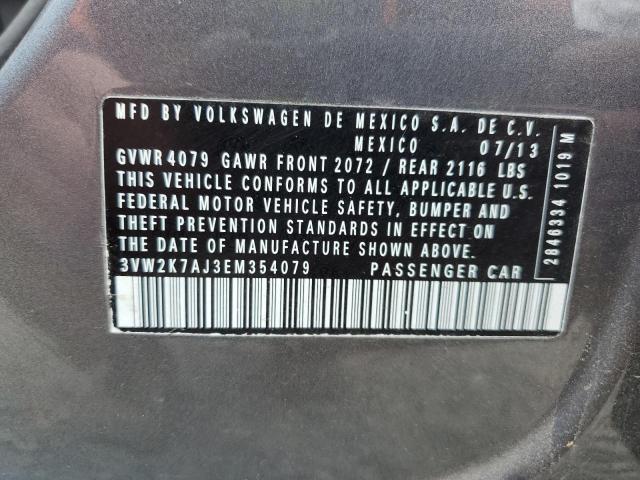 MFD BY VOLKSWAGEN DE MEXICO S.A. DE C.V.
MEXICO 07/13
GVWR 4079 GAWR FRONT 2072 / REAR 2116 LBS
THIS VEHICLE CONFORMS TO ALL APPLICABLE U.S.
FEDERAL MOTOR VEHICLE SAFETY, BUMPER AND
THEFT PREVENTION STANDARDS IN EFFECT ON
THE DATE OF MANUFACTURE SHOWN ABOVE.
3VW2K7AJ3EM354079 PASSENGER CAR
2846334 1019 M